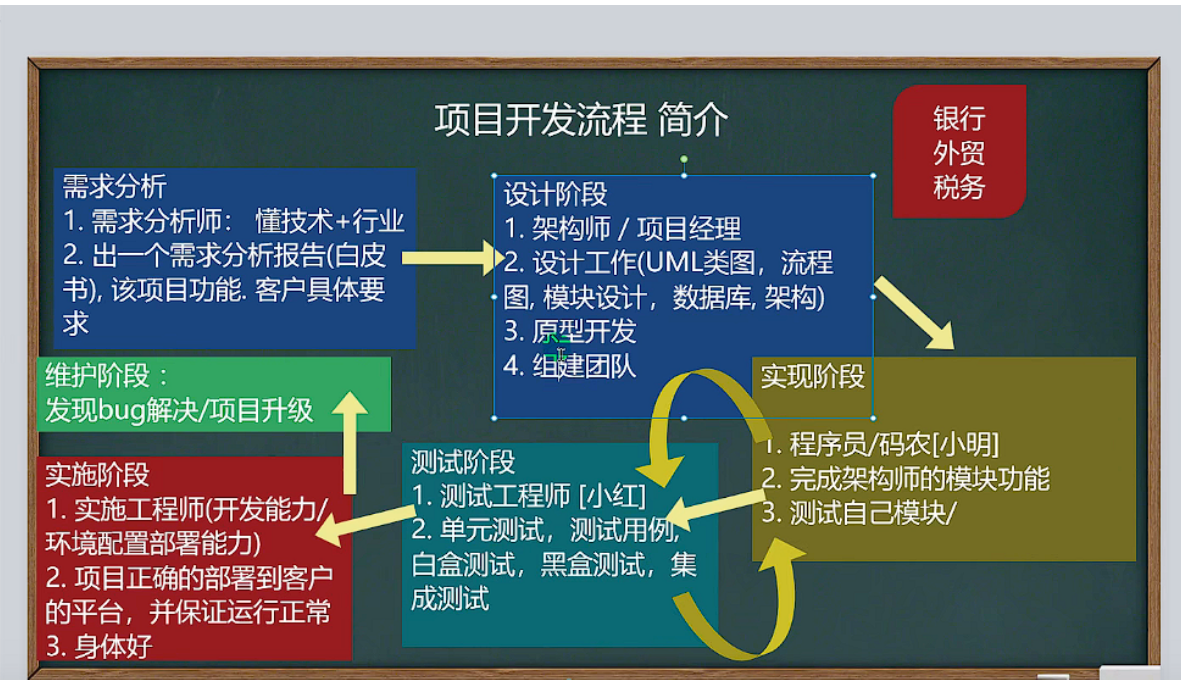 项目开发流程 简介
银行
外贸
税务
需求分析
1. 需求分析师： 懂技术+行业
2. 出一个需求分析报告(白皮
书), 该项目功能. 客户具体要
求
设计阶段
1. 架构师 / 项目经理
2. 设计工作(UML类图，流程
图, 模块设计，数据库, 架构)
3. 原型开发
4. 组建团队
实现阶段
1. 程序员/码农[小明]
2. 完成架构师的模块功能
3. 测试自己模块/
测试阶段
1. 测试工程师 [小红]
2. 单元测试，测试用例,
白盒测试，黑盒测试，集
成测试
实施阶段
1. 实施工程师(开发能力/
环境配置部署能力)
2. 项目正确的部署到客户
的平台，并保证运行正常
3. 身体好
维护阶段：
发现bug解决/项目升级